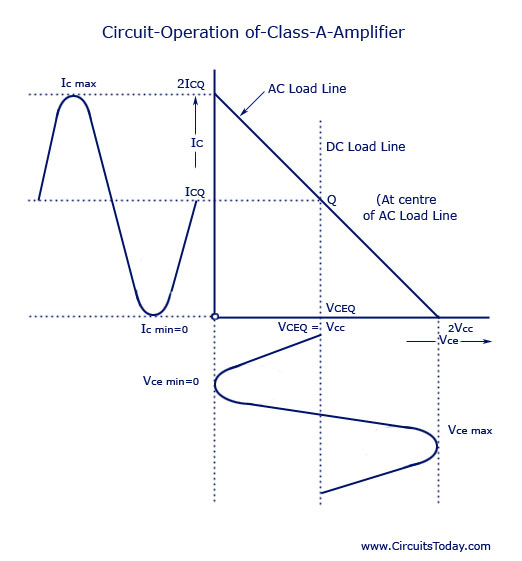 Circuit-Operation of-Class-A-Amplifier
Ic max
2ICQ
AC Load Line
IC
DC Load Line
ICQ
Q
(At centre
of AC Load Line
VCEQ
Ic min=0
VCEQ = Vcc
2Vcc
Vce
Vce min=0
Vce max
www.CircuitsToday.com